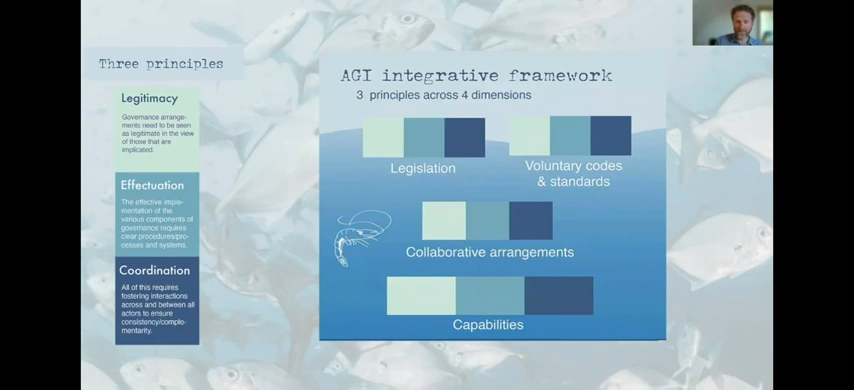 Three principles
Legitimacy
Governance arrange-
ments need to be seen
as legitimate in the view
of those that are
implicated.
Effectuation
The effective imple-
mentation of the
various components of
governance requires
clear procedures/pro-
cesses and systems.
Coordination
All of this requires
fostering interactions
across and between all
actors to ensure
consistency/comple-
mentarity.
AGI integrative framework
3 principles across 4 dimensions
Legislation
Voluntary codes
& standards
Collaborative arrangements
Capabilities